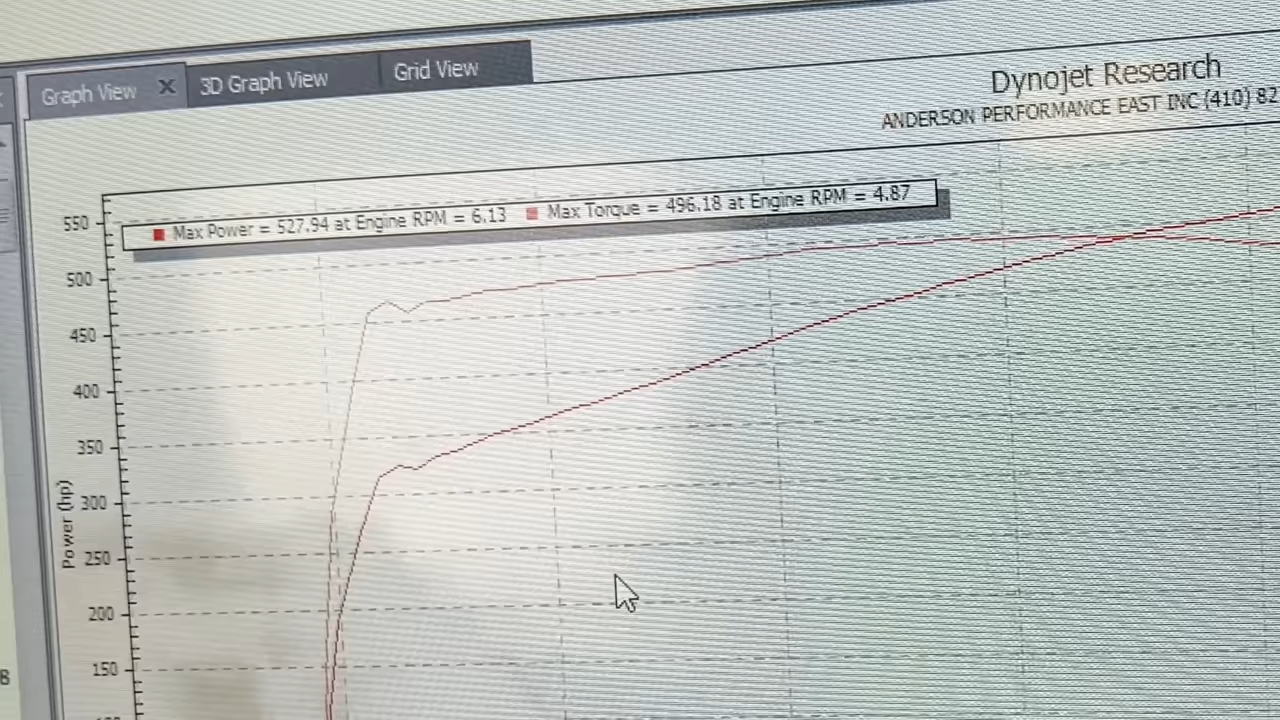 Graph View X 3D Graph View Grid View
Dynojet Research
ANDERSON PERFORMANCE EAST INC (410) 82
Max Power = 527.94 at Engine RPM = 6.13 Max Torque = 496.18 at Engine RPM = 4.87
550
500
450
400
350
300
250
200
150
Power (hp)
B